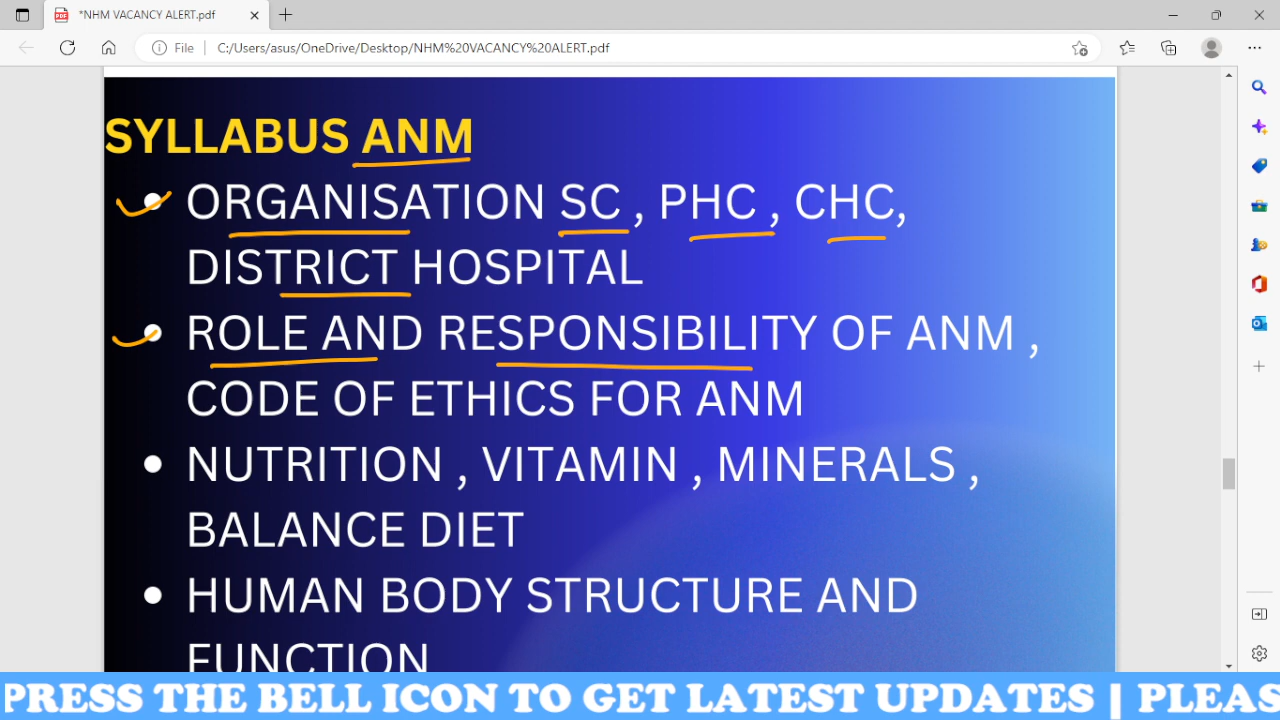 *NHM VACANCY ALERT.pdf
File
C:/Users/asus/OneDrive/Desktop/NHM%20VACANCY%20ALERT.pdf
SYLLABUS ANM
ORGANISATION SC , PHC , CHC,
DISTRICT HOSPITAL
ROLE AND RESPONSIBILITY OF ANM ,
CODE OF ETHICS FOR ANM
NUTRITION , VITAMIN , MINERALS ,
BALANCE DIET
HUMAN BODY STRUCTURE AND
FUNCTION
PRESS THE BELL ICON TO GET LATEST UPDATES | PLEAS